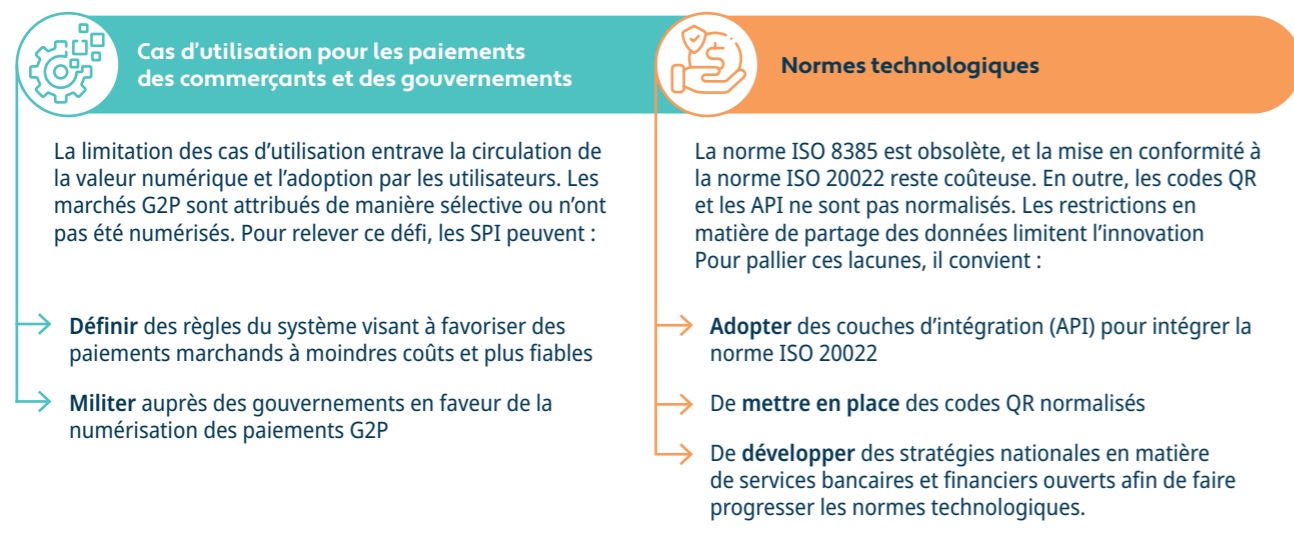 Cas d’utilisation pour les paiements
des commerçants et des gouvernements
La limitation des cas d’utilisation entrave la circulation de
la valeur numérique et l’adoption par les utilisateurs. Les
marchés G2P sont attribués de manière sélective ou n’ont
pas été numérisés. Pour relever ce défi, les SPI peuvent :
Définir des règles du système visant à favoriser des
paiements marchands à moindres coûts et plus fiables
Militer auprès des gouvernements en faveur de la
numérisation des paiements G2P
Normes technologiques
La norme ISO 8385 est obsolète, et la mise en conformité à
la norme ISO 20022 reste coûteuse. En outre, les codes QR
et les API ne sont pas normalisés. Les restrictions en
matière de partage des données limitent l’innovation
Pour pallier ces lacunes, il convient :
Adopter des couches d’intégration (API) pour intégrer la
norme ISO 20022
De mettre en place des codes QR normalisés
De développer des stratégies nationales en matière
de services bancaires et financiers ouverts afin de faire
progresser les normes technologiques.